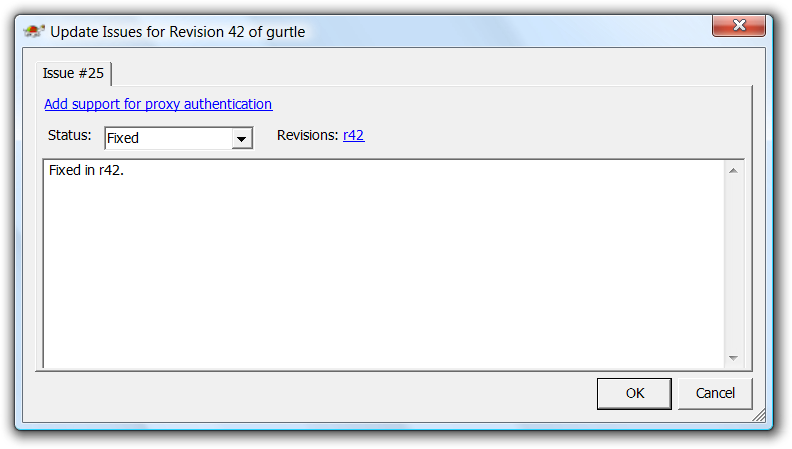 Update Issues for Revision 42 of gurtle
Issue #25
Add support for proxy authentication
Status: Fixed Revisions: r42
Fixed in r42.
OK Cancel